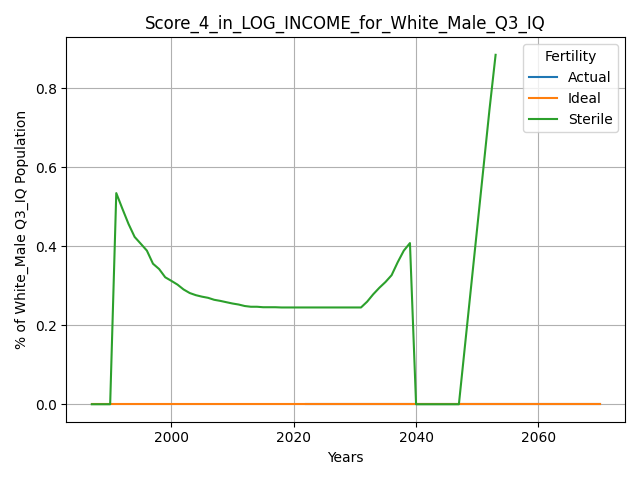 Score_4_in_LOG_INCOME_for_White_Male_Q3_IQ
% of White_Male Q3_IQ Population
0.8
0.6
0.4
0.2
0.0
Fertility
Actual
Ideal
Sterile
2000 2020 2040 2060
Years